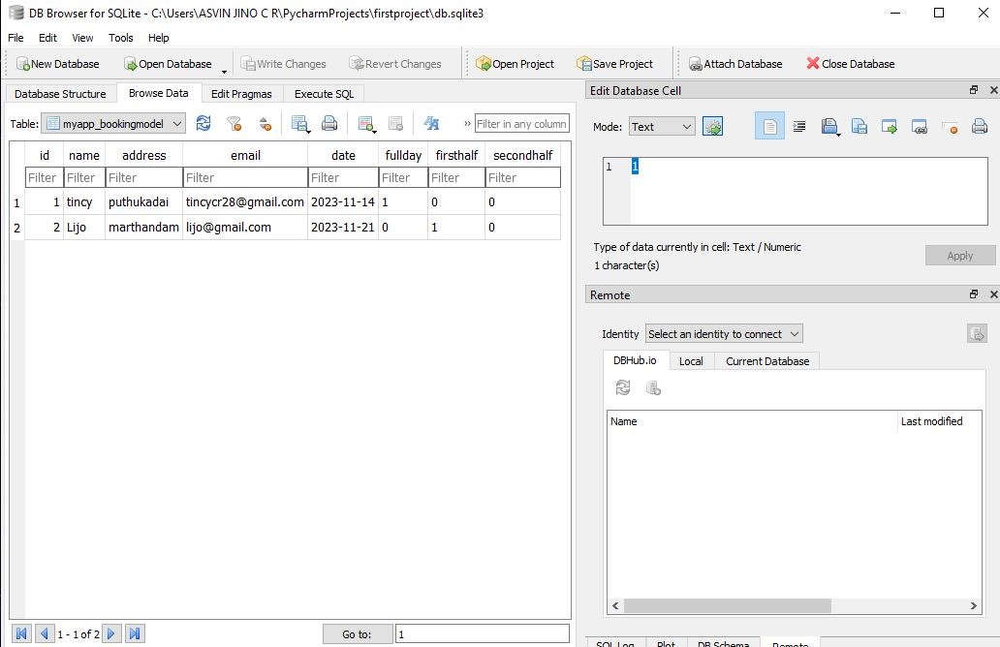 DB Browser for SQLite - C:\Users\ASVIN JINO C R\PycharmProjects\firstproject\db.sqlite3
File Edit View Tools Help
New Database Open Database Write Changes Revert Changes Open Project Save Project Attach Database Close Database
Database Structure Browse Data Edit Pragmas Execute SQL
Table: myapp_bookingmodel » Filter in any column
id name address email date fullday firsthalf secondhalf
Filter Filter Filter Filter Filter Filter Filter Filter
1 1 tincy puthukadai tincycr28@gmail.com 2023-11-14 1 0 0
2 2 Lijo marthandam lijo@gmail.com 2023-11-21 0 1 0
1 - 1 of 2 Go to: 1
Edit Database Cell
Mode: Text
1 1
Type of data currently in cell: Text / Numeric
1 character(s)
Apply
Remote
Identity Select an identity to connect
DBHub.io Local Current Database
Name Last modified
SQL Log Plot DB Schema Remote